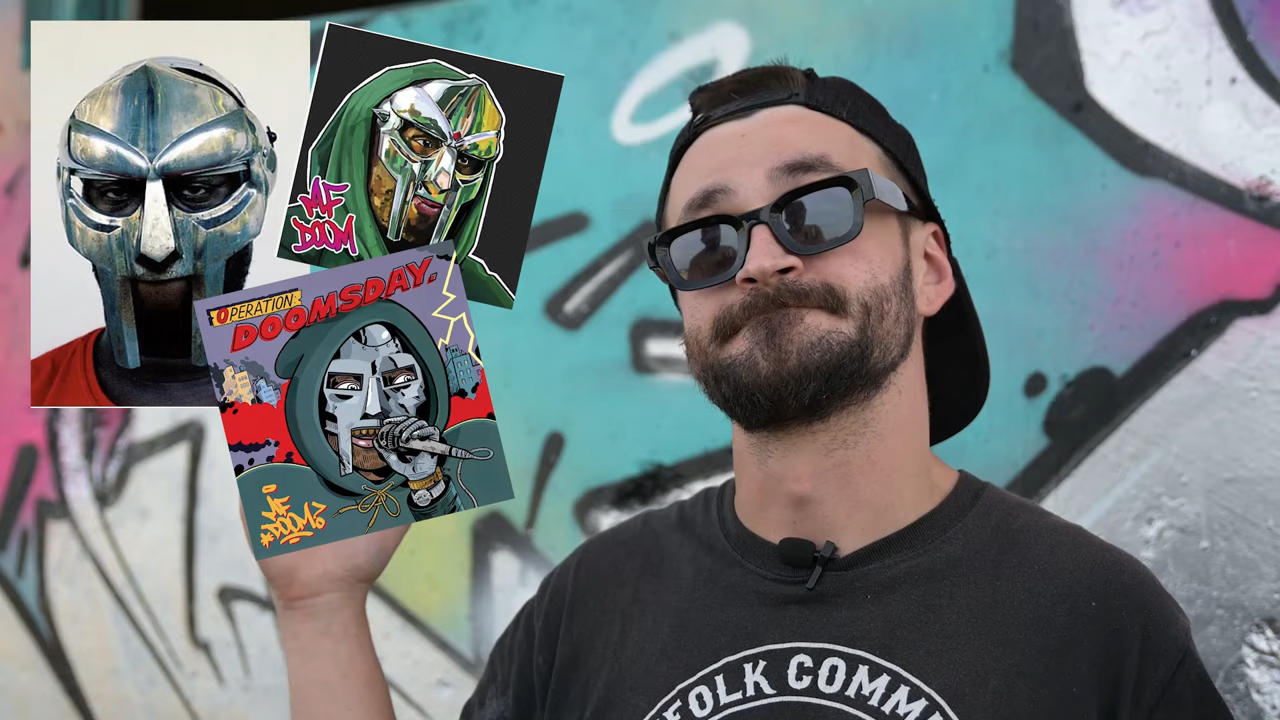 MF
DOOM
OPERATION:
DOOMSDAY.
MF
DOOM?
FOLK COMM